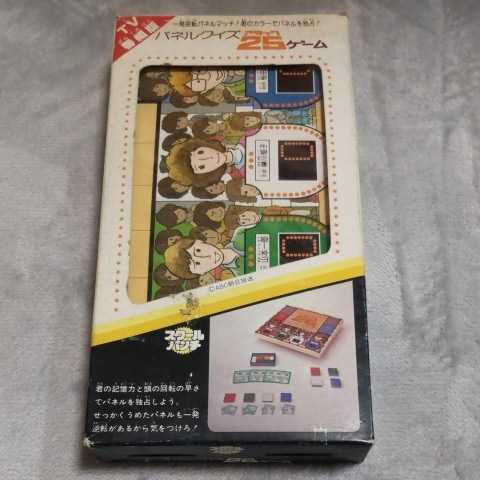 TV
一発逆転パネルマッチ!君のカラーでパネルを独占!
パネルクイズ
25ゲーム
©ABC朝日放送
スクール
パンチ
君の記憶力と頭の回転の早さ
でパネルを独占しよう。
せっかくうめたパネルも一発
逆転があるから気をつけろ!